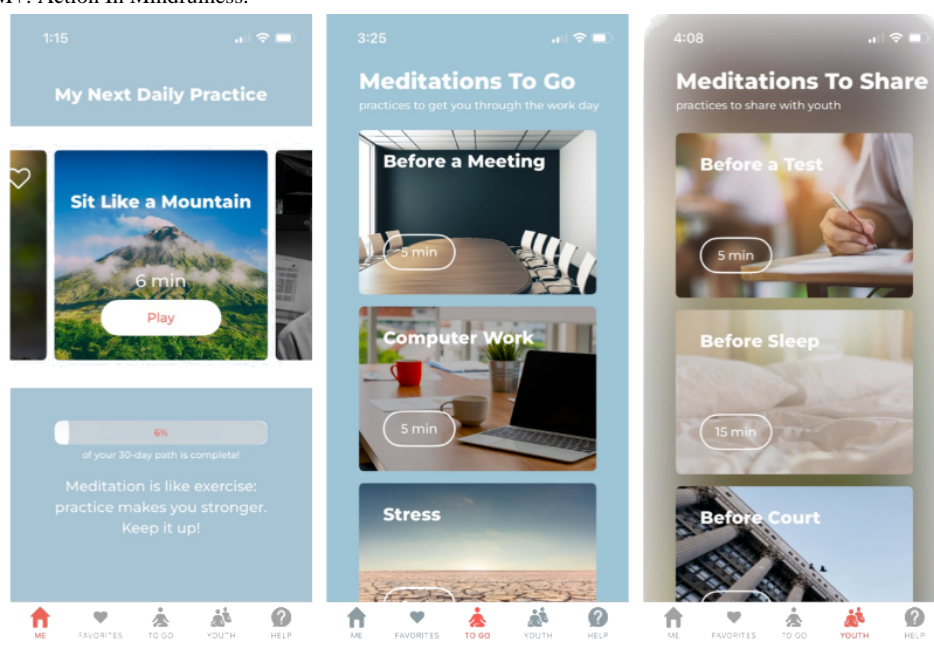 Action In Mindfulness.
1:15
My Next Daily Practice
Sit Like a Mountain
6 min
Play
6%
of your 30-day path is complete!
Meditation is like exercise:
practice makes you stronger.
Keep it up!
ME FAVORITES TO GO YOUTH HELP
3:25
Meditations To Go
practices to get you through the work day
Before a Meeting
5 min
Computer Work
5 min
Stress
ME FAVORITES TO GO YOUTH HELP
4:08
Meditations To Share
practices to share with youth
Before a Test
5 min
Before Sleep
15 min
Before Court
ME FAVORITES TO GO YOUTH HELP